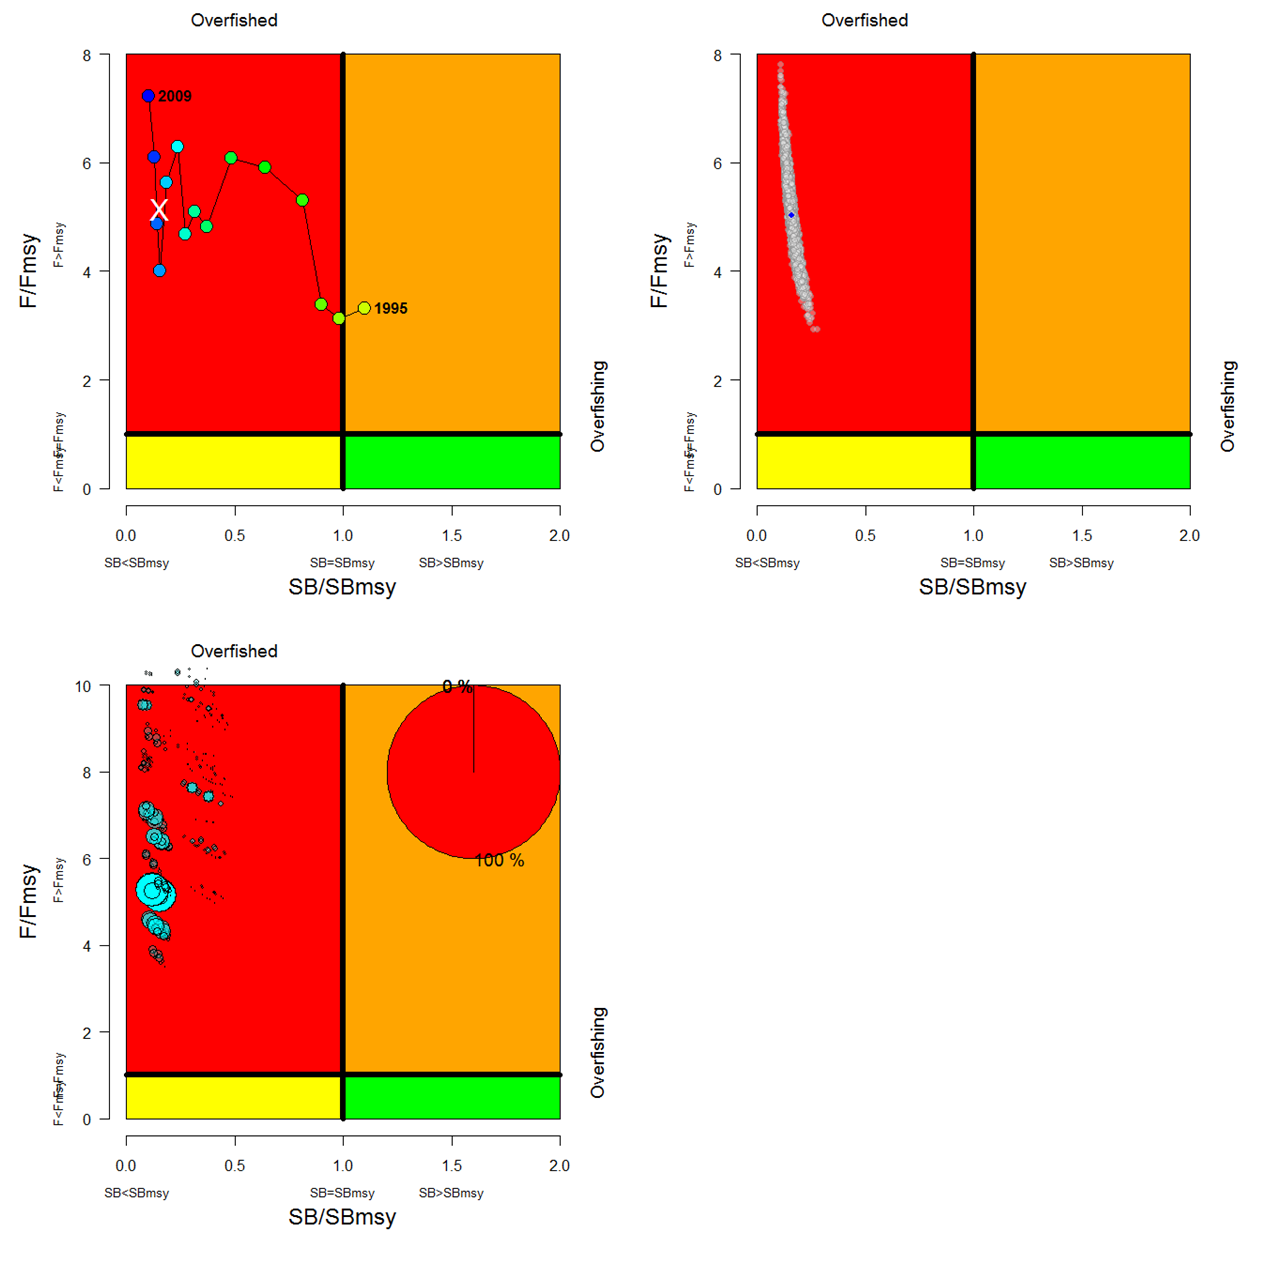 Overfished
8
6
4
2
0
F/Fmsy
F>Fmsy
F=Fmsy
F<Fmsy
2009
X
1995
Overfishing
0.0 0.5 1.0 1.5 2.0
SB<SBmsy SB=SBmsy SB>SBmsy
SB/SBmsy
Overfished
8
6
4
2
0
F/Fmsy
F>Fmsy
F=Fmsy
F<Fmsy
Overfishing
0.0 0.5 1.0 1.5 2.0
SB<SBmsy SB=SBmsy SB>SBmsy
SB/SBmsy
Overfished
10
8
6
4
2
0
F/Fmsy
F>Fmsy
F=Fmsy
F<Fmsy
0 %
100 %
Overfishing
0.0 0.5 1.0 1.5 2.0
SB<SBmsy SB=SBmsy SB>SBmsy
SB/SBmsy